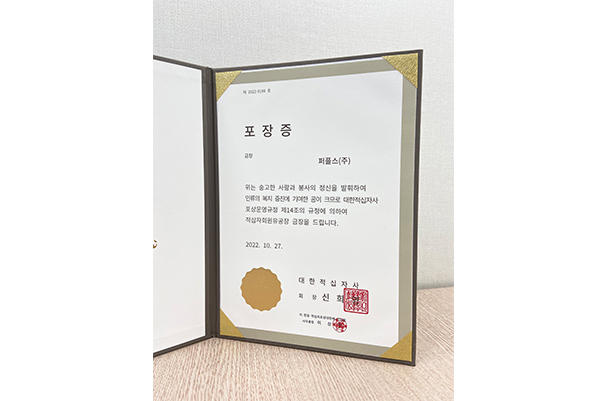 포 장 증
금장
퍼플스(주)
위는 숭고한 사랑과 봉사의 정신을 발휘하여
인류의 복지 증진에 기여한 공이 크므로 대한적십자사
포상운영규정 제14조의 규정에 의하여
적십자회원유공장 금장을 드립니다.
2022. 10. 27.
대 한 적 십 자 사
회 장 신 희